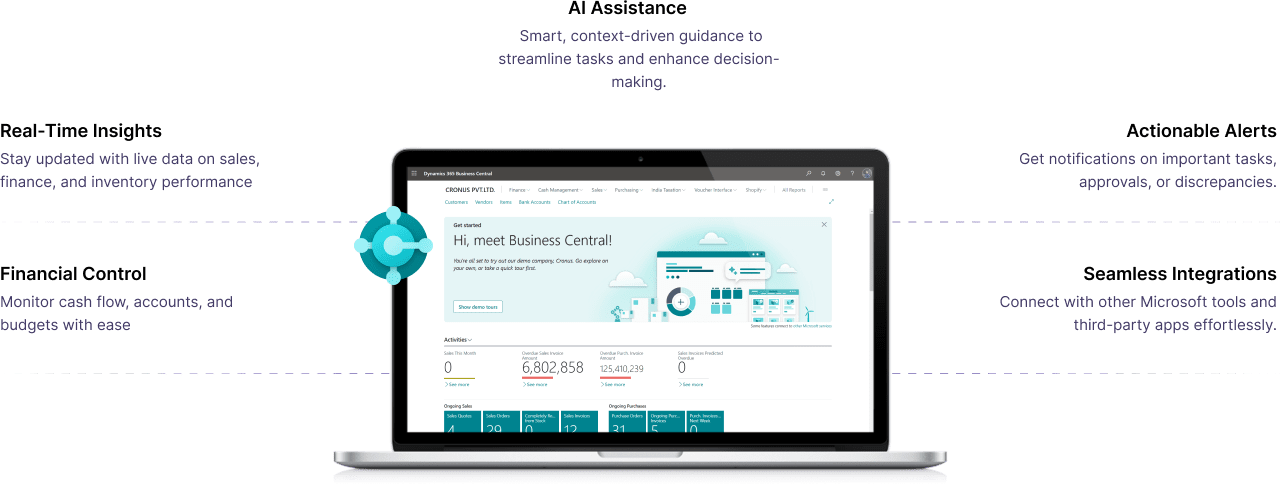 AI Assistance
Smart, context-driven guidance to
streamline tasks and enhance decision-
making.
Real-Time Insights
Stay updated with live data on sales,
finance, and inventory performance
Financial Control
Monitor cash flow, accounts, and
budgets with ease
Actionable Alerts
Get notifications on important tasks,
approvals, or discrepancies.
Seamless Integrations
Connect with other Microsoft tools and
third-party apps effortlessly.
Dynamics 365 Business Central
CRONUS PVT.LTD. Finance Cash Management Sales Purchasing India Taxation Voucher Interface Shopify All Reports
Customers Vendors Items Bank Accounts Chart of Accounts
Get started
Hi, meet Business Central!
You're all set to try out our demo company, Cronus. Go explore on
your own, or take a quick tour first.
Show demo tours
Some features connect to other Microsoft services
Activities
Sales This Month
0
See more
Overdue Sales Invoice
Amount
6,802,858
See more
Overdue Purch. Invoice
Amount
125,410,239
See more
Sales Invoices Predicted
Overdue
0
See more
Ongoing Sales
Sales Quotes
4
Sales Orders
29
Completely Re...
from Stock
0
Sales Invoices
12
Ongoing Purchases
Purchase Orders
31
Ongoing Purc...
Invoices
5
Purch. Invoices...
Next Week
0